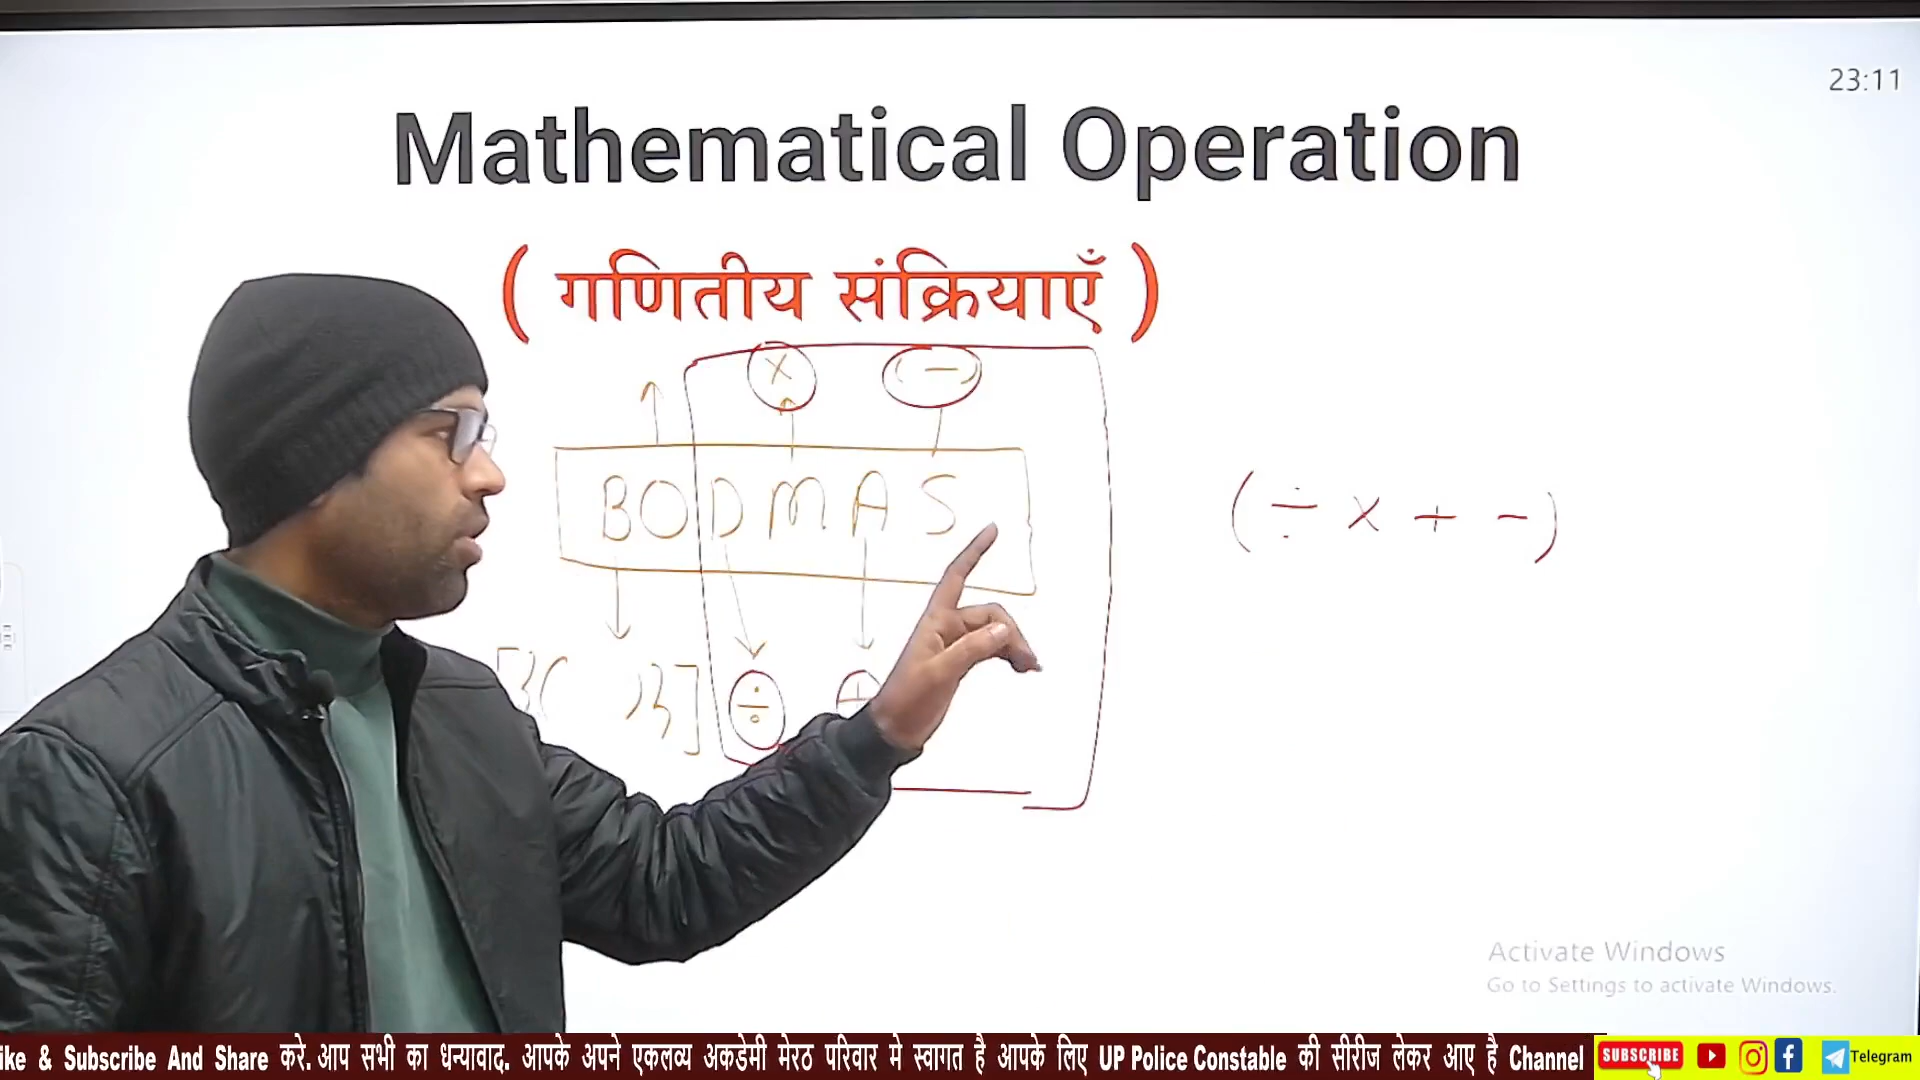 23:11
Mathematical Operation
( गणितीय संक्रियाएँ )
× (-)
BODMAS
(÷ × + -)
[{( )}] ÷ +
Activate Windows
Go to Settings to activate Windows.
ike & Subscribe And Share करे. आप सभी का धन्यावाद. आपके अपने एकलव्य अकडेमी मेरठ परिवार मे स्वागत है आपके लिए UP Police Constable की सीरीज लेकर आए है Channel SUBSCRIBE Telegram